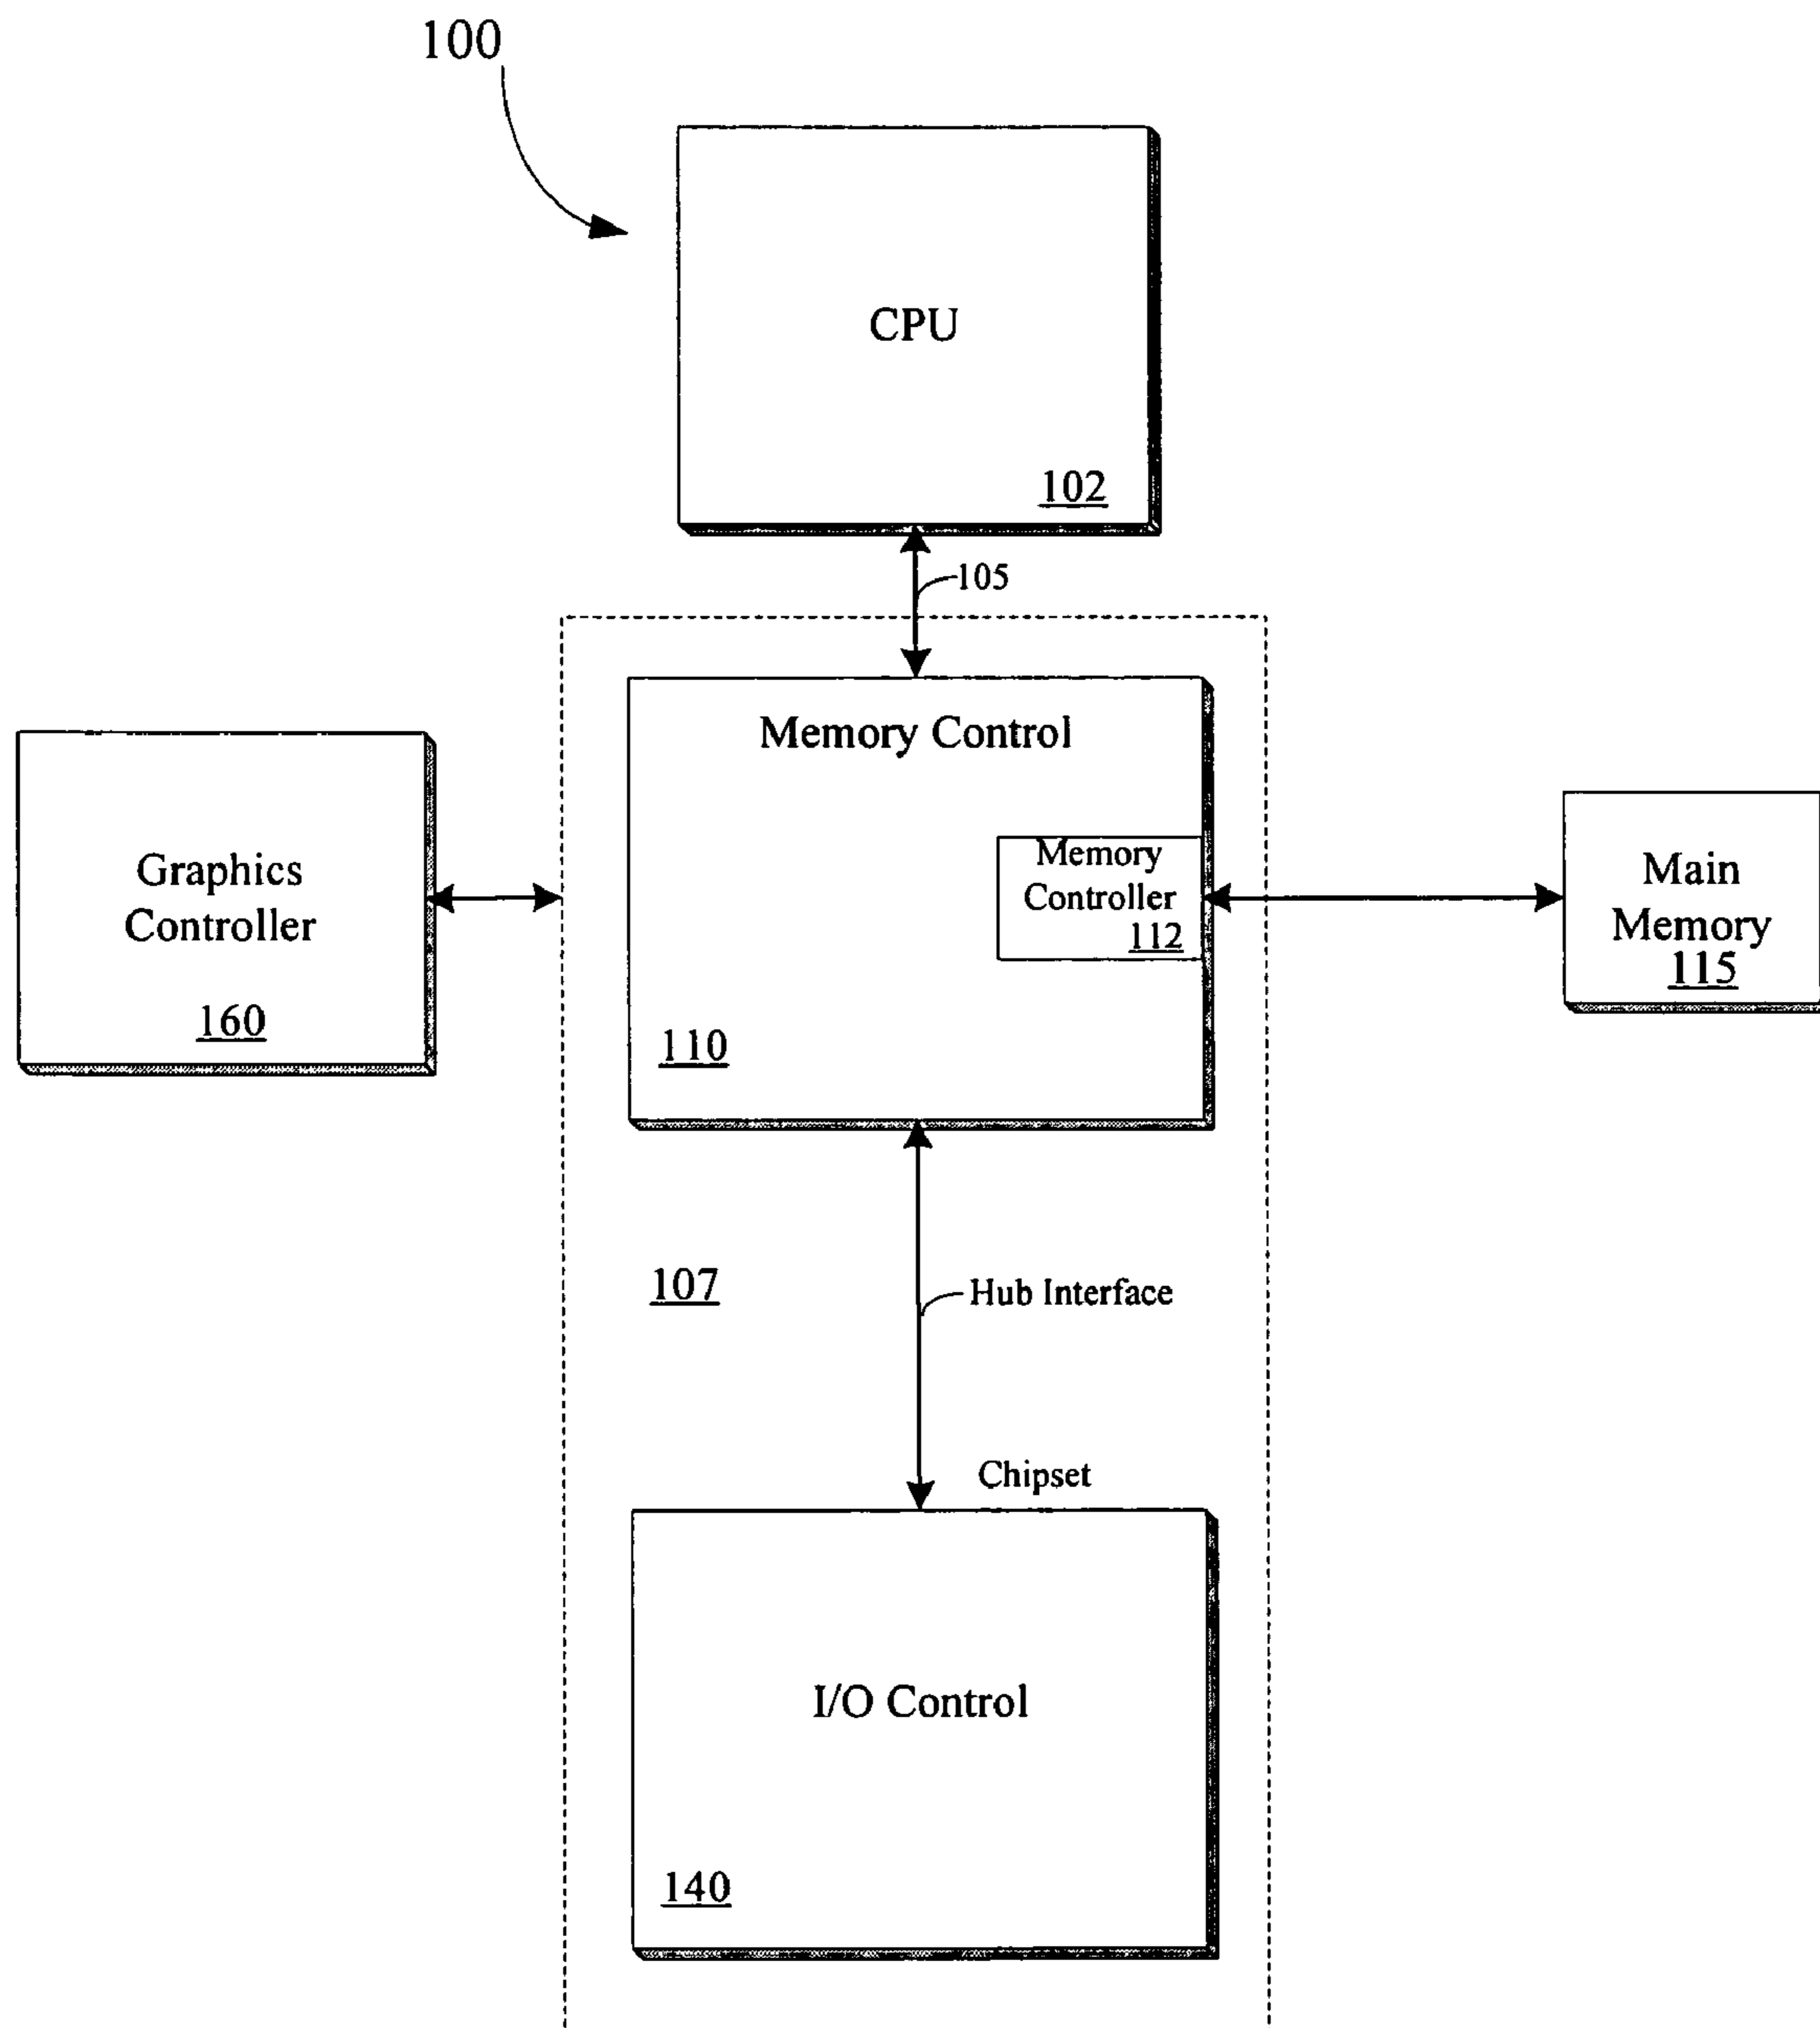 100
CPU
102
105
Memory Control
Memory
Controller
112
110
Graphics
Controller
160
Main
Memory
115
107
Hub Interface
Chipset
I/O Control
140